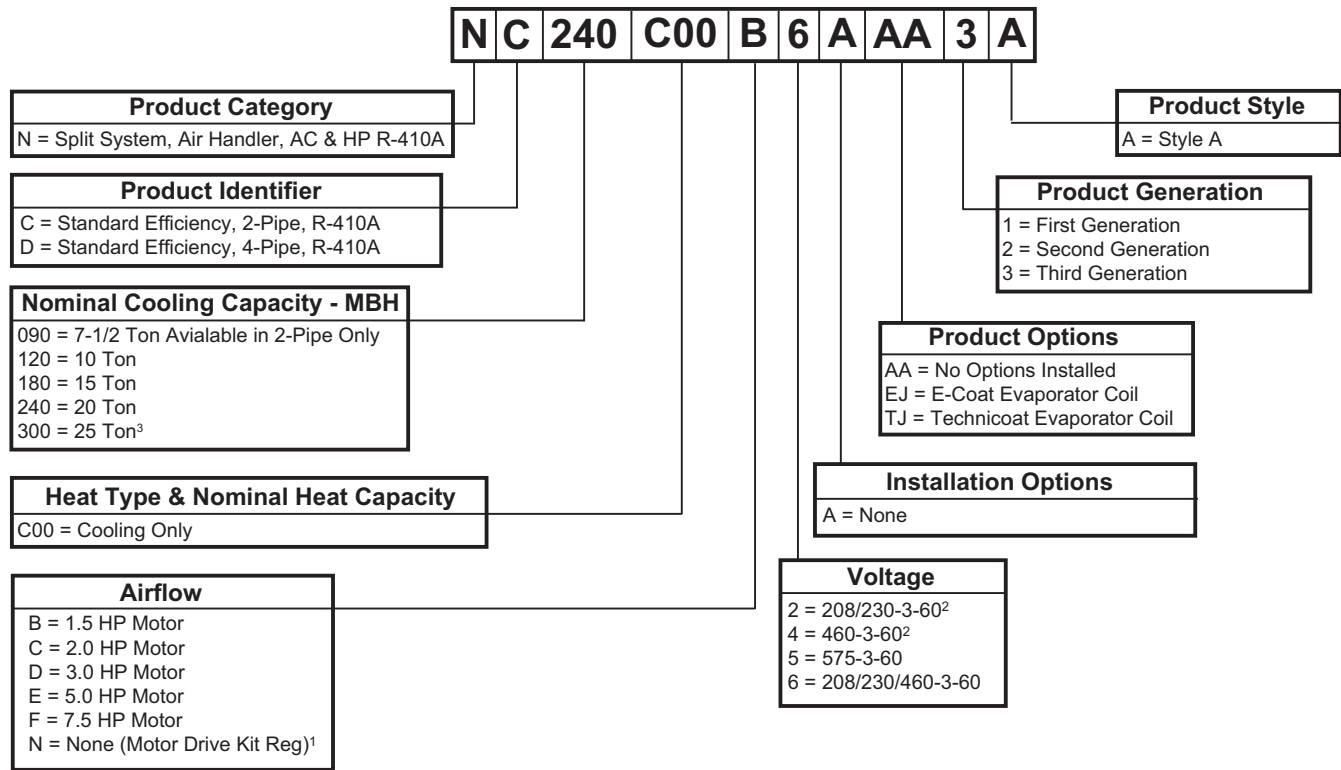 N C 240 C00 B 6 A AA 3 A
Product Category
N = Split System, Air Handler, AC & HP R-410A
Product Identifier
C = Standard Efficiency, 2-Pipe, R-410A
D = Standard Efficiency, 4-Pipe, R-410A
Nominal Cooling Capacity - MBH
090 = 7-1/2 Ton Avialable in 2-Pipe Only
120 = 10 Ton
180 = 15 Ton
240 = 20 Ton
300 = 25 Ton³
Heat Type & Nominal Heat Capacity
C00 = Cooling Only
Airflow
B = 1.5 HP Motor
C = 2.0 HP Motor
D = 3.0 HP Motor
E = 5.0 HP Motor
F = 7.5 HP Motor
N = None (Motor Drive Kit Reg)¹
Product Style
A = Style A
Product Generation
1 = First Generation
2 = Second Generation
3 = Third Generation
Product Options
AA = No Options Installed
EJ = E-Coat Evaporator Coil
TJ = Technicoat Evaporator Coil
Installation Options
A = None
Voltage
2 = 208/230-3-60²
4 = 460-3-60²
5 = 575-3-60
6 = 208/230/460-3-60